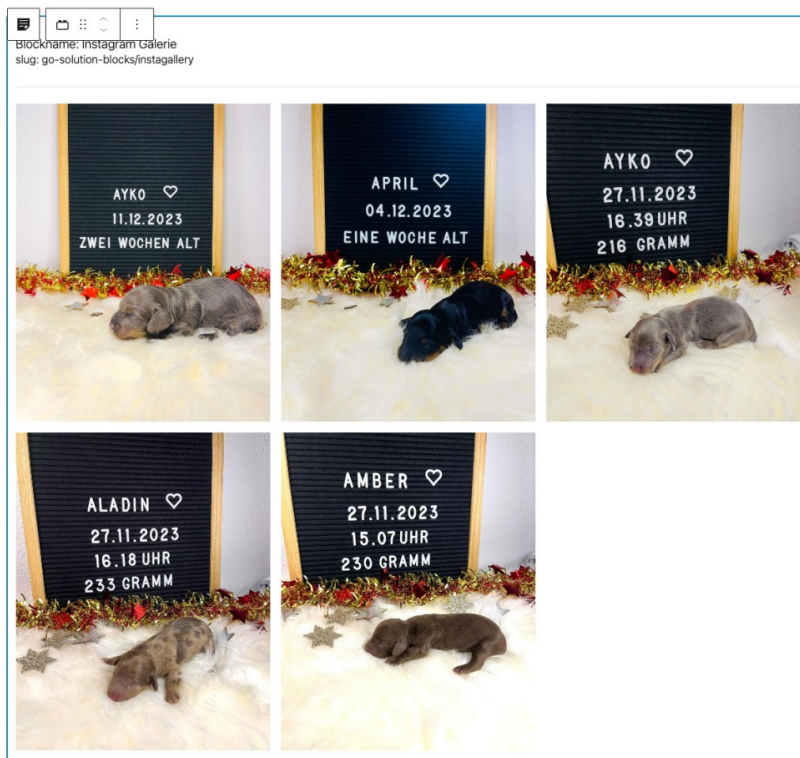 Blockname: Instagram Galerie
slug: go-solution-blocks/instagallery
AYKO ♡
11.12.2023
ZWEI WOCHEN ALT
APRIL ♡
04.12.2023
EINE WOCHE ALT
AYKO ♡
27.11.2023
16.39 UHR
216 GRAMM
ALADIN ♡
27.11.2023
16.18 UHR
233 GRAMM
AMBER ♡
27.11.2023
15.07 UHR
230 GRAMM